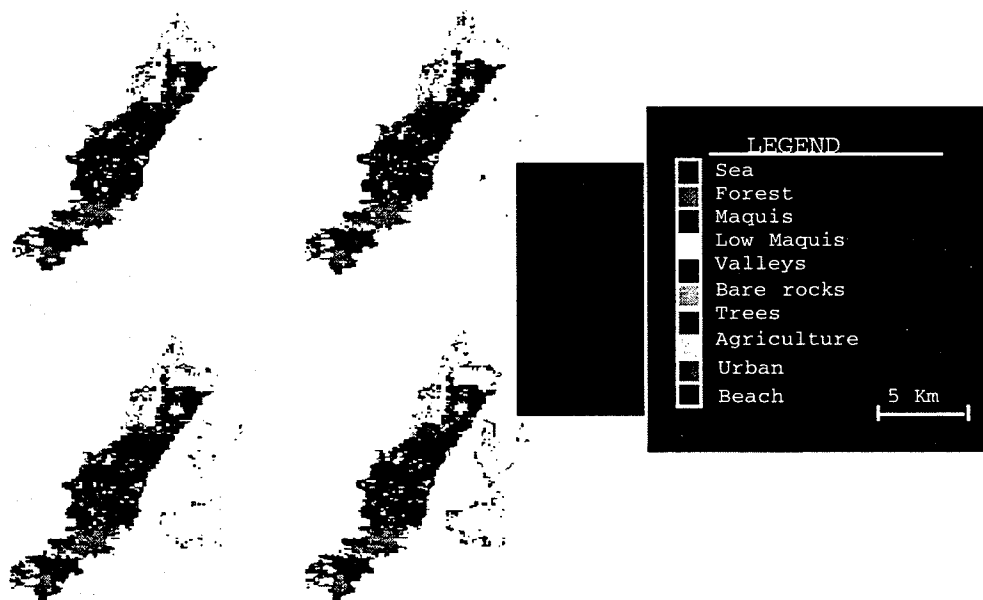 LEGEND
Sea
Forest
Maquis
Low Maquis
Valleys
Bare rocks
Trees
Agriculture
Urban
Beach
5 Km